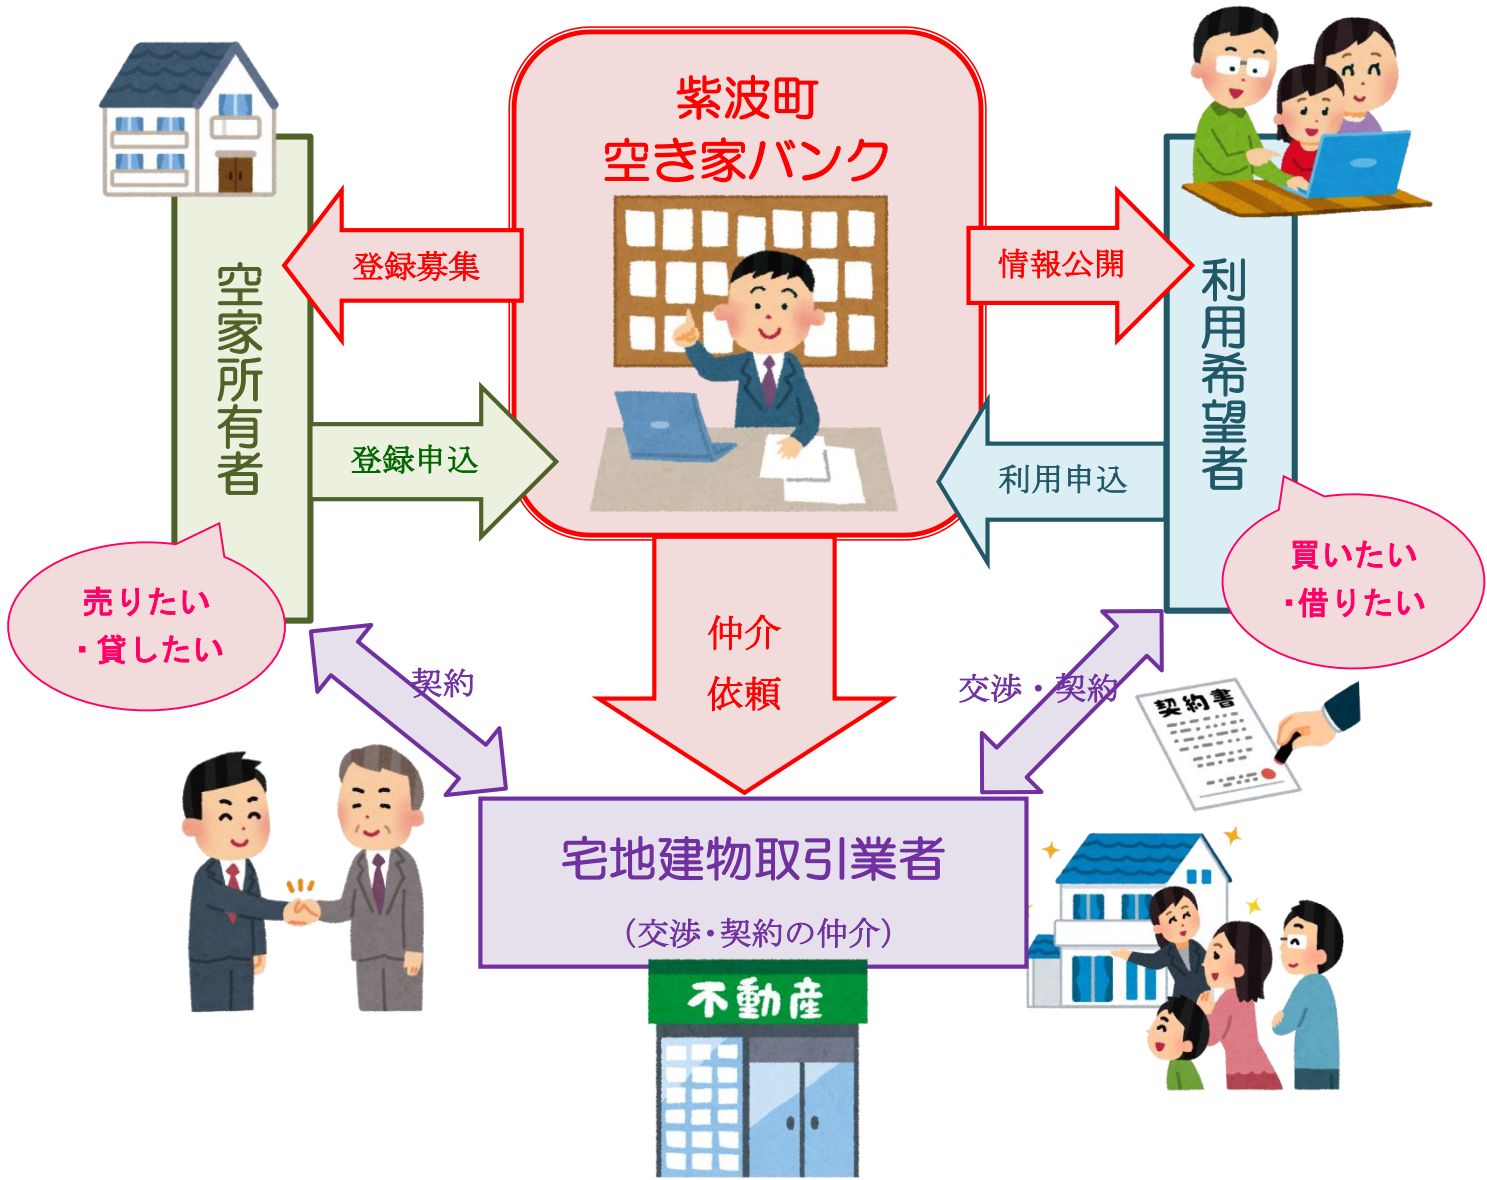 紫波町
空き家バンク
登録募集
情報公開
空家所有者
利用希望者
登録申込
利用申込
売りたい
・貸したい
買いたい
・借りたい
仲介
依頼
契約
交渉・契約
契約書
宅地建物取引業者
（交渉・契約の仲介）
不動産